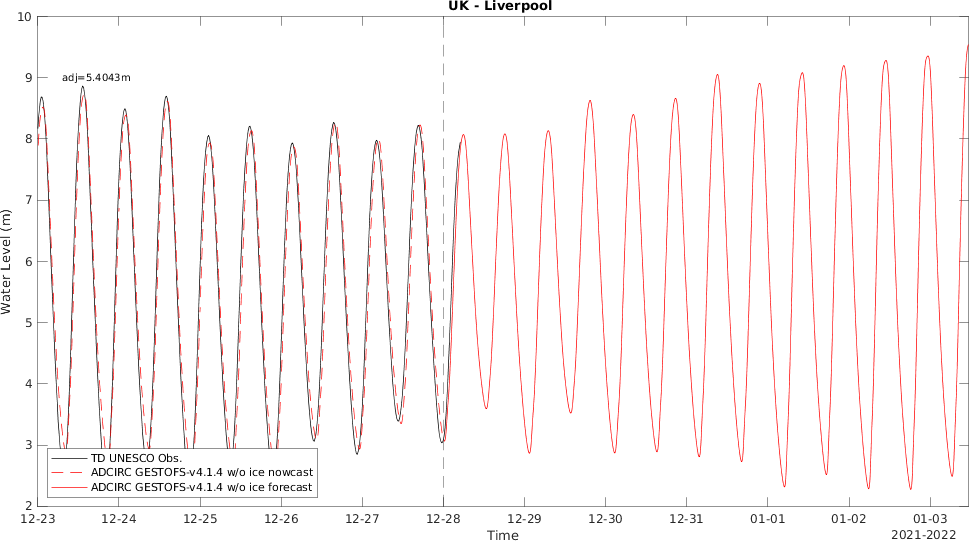 UK - Liverpool
10
9
8
7
6
5
4
3
2
Water Level (m)
adj=5.4043m
TD UNESCO Obs.
ADCIRC GESTOFS-v4.1.4 w/o ice nowcast
ADCIRC GESTOFS-v4.1.4 w/o ice forecast
12-23 12-24 12-25 12-26 12-27 12-28 12-29 12-30 12-31 01-01 01-02 01-03
Time
2021-2022